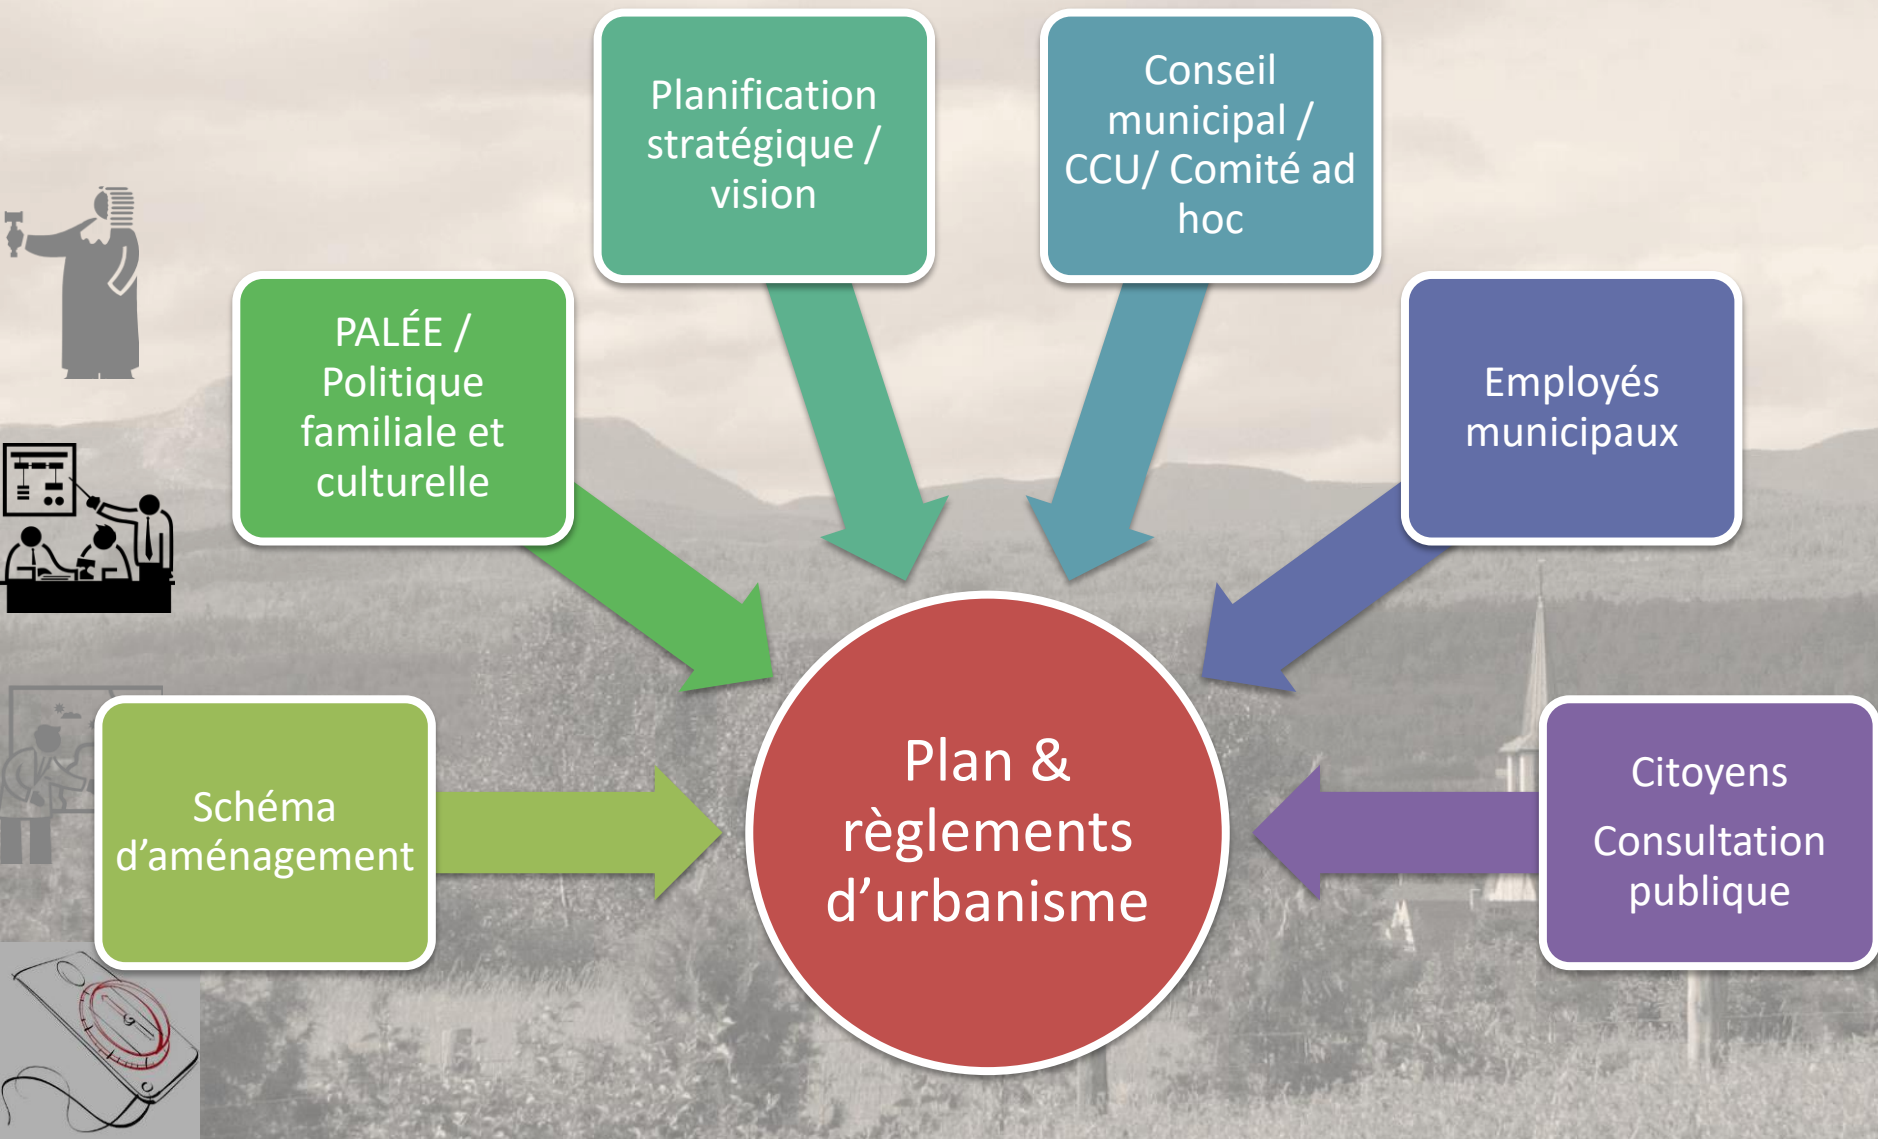 Planification
stratégique /
vision
Conseil
municipal /
CCU/ Comité ad
hoc
PALÉE /
Politique
familiale et
culturelle
Employés
municipaux
Schéma
d’aménagement
Plan &
règlements
d’urbanisme
Citoyens
Consultation
publique